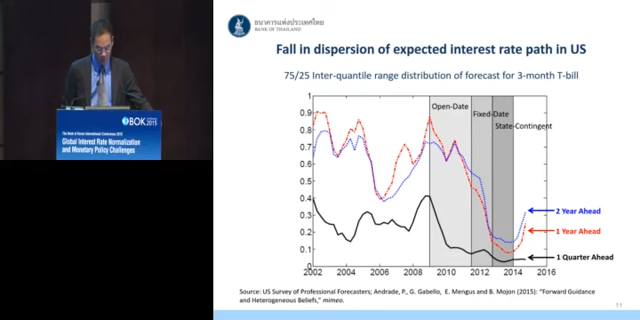 BOK
2015
The Bank of Korea International Conference 2015
Global Interest Rate Normalization
and Monetary Policy Challenges
ธนาคารแห่งประเทศไทย
BANK OF THAILAND
Fall in dispersion of expected interest rate path in US
75/25 Inter-quantile range distribution of forecast for 3-month T-bill
1
0.9
0.8
0.7
0.6
0.5
0.4
0.3
0.2
0.1
0
Open-Date
Fixed-Date
State-Contingent
2 Year Ahead
1 Year Ahead
1 Quarter Ahead
2002 2004 2006 2008 2010 2012 2014 2016
Source: US Survey of Professional Forecasters; Andrade, P., G. Gabello, E. Mengus and B. Mojon (2015): "Forward
Guidance and Heterogeneous Beliefs," mimeo.
11